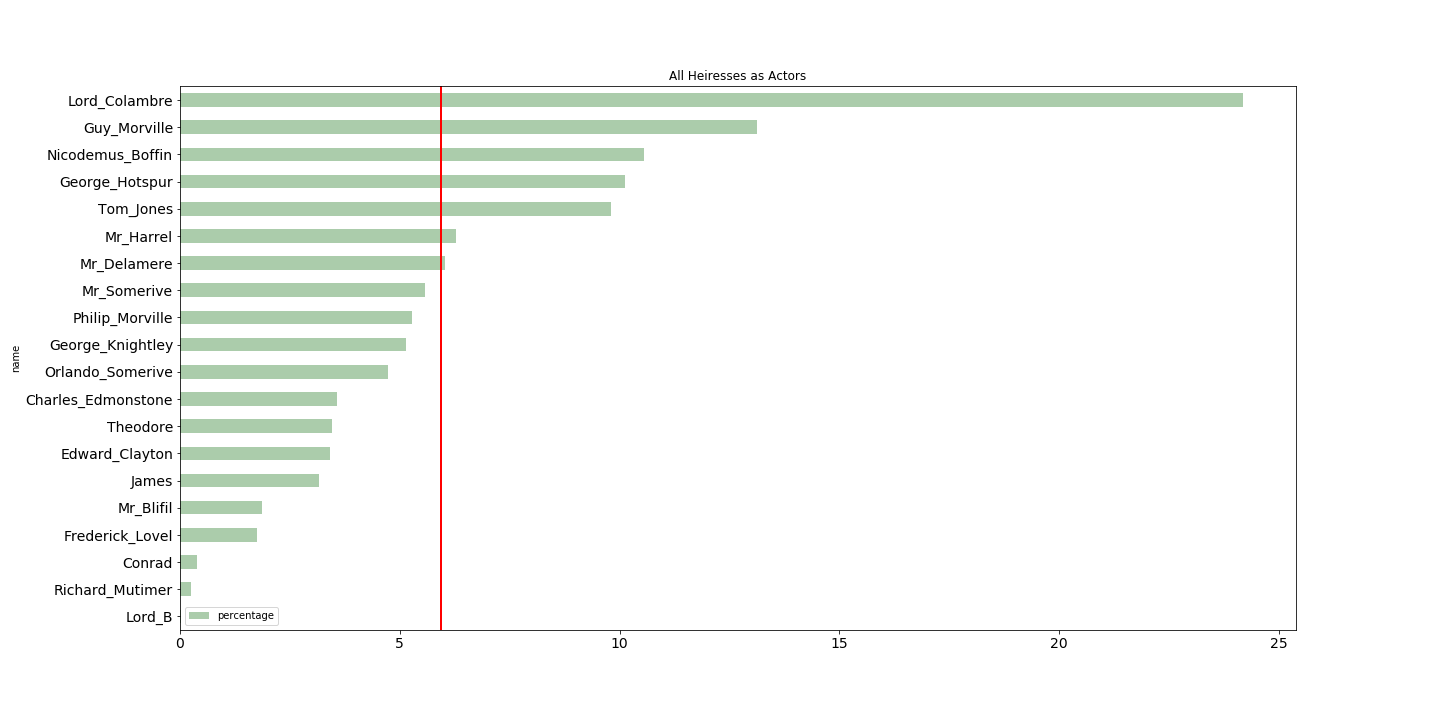 All Heiresses as Actors
Lord_Colambre
Guy_Morville
Nicodemus_Boffin
George_Hotspur
Tom_Jones
Mr_Harrel
Mr_Delamere
Mr_Somerive
Philip_Morville
George_Knightley
Orlando_Somerive
Charles_Edmonstone
Theodore
Edward_Clayton
James
Mr_Blifil
Frederick_Lovel
Conrad
Richard_Mutimer
Lord_B
name
percentage
0 5 10 15 20 25